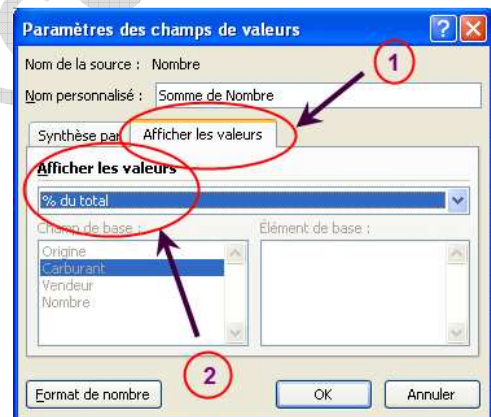 Paramètres des champs de valeurs
Nom de la source : Nombre
1
Nom personnalisé : Somme de Nombre
Synthèse par Afficher les valeurs
Afficher les valeurs
% du total
Champ de base : Élément de base :
Origine
Carburant
Vendeur
Nombre
2
Format de nombre OK Annuler